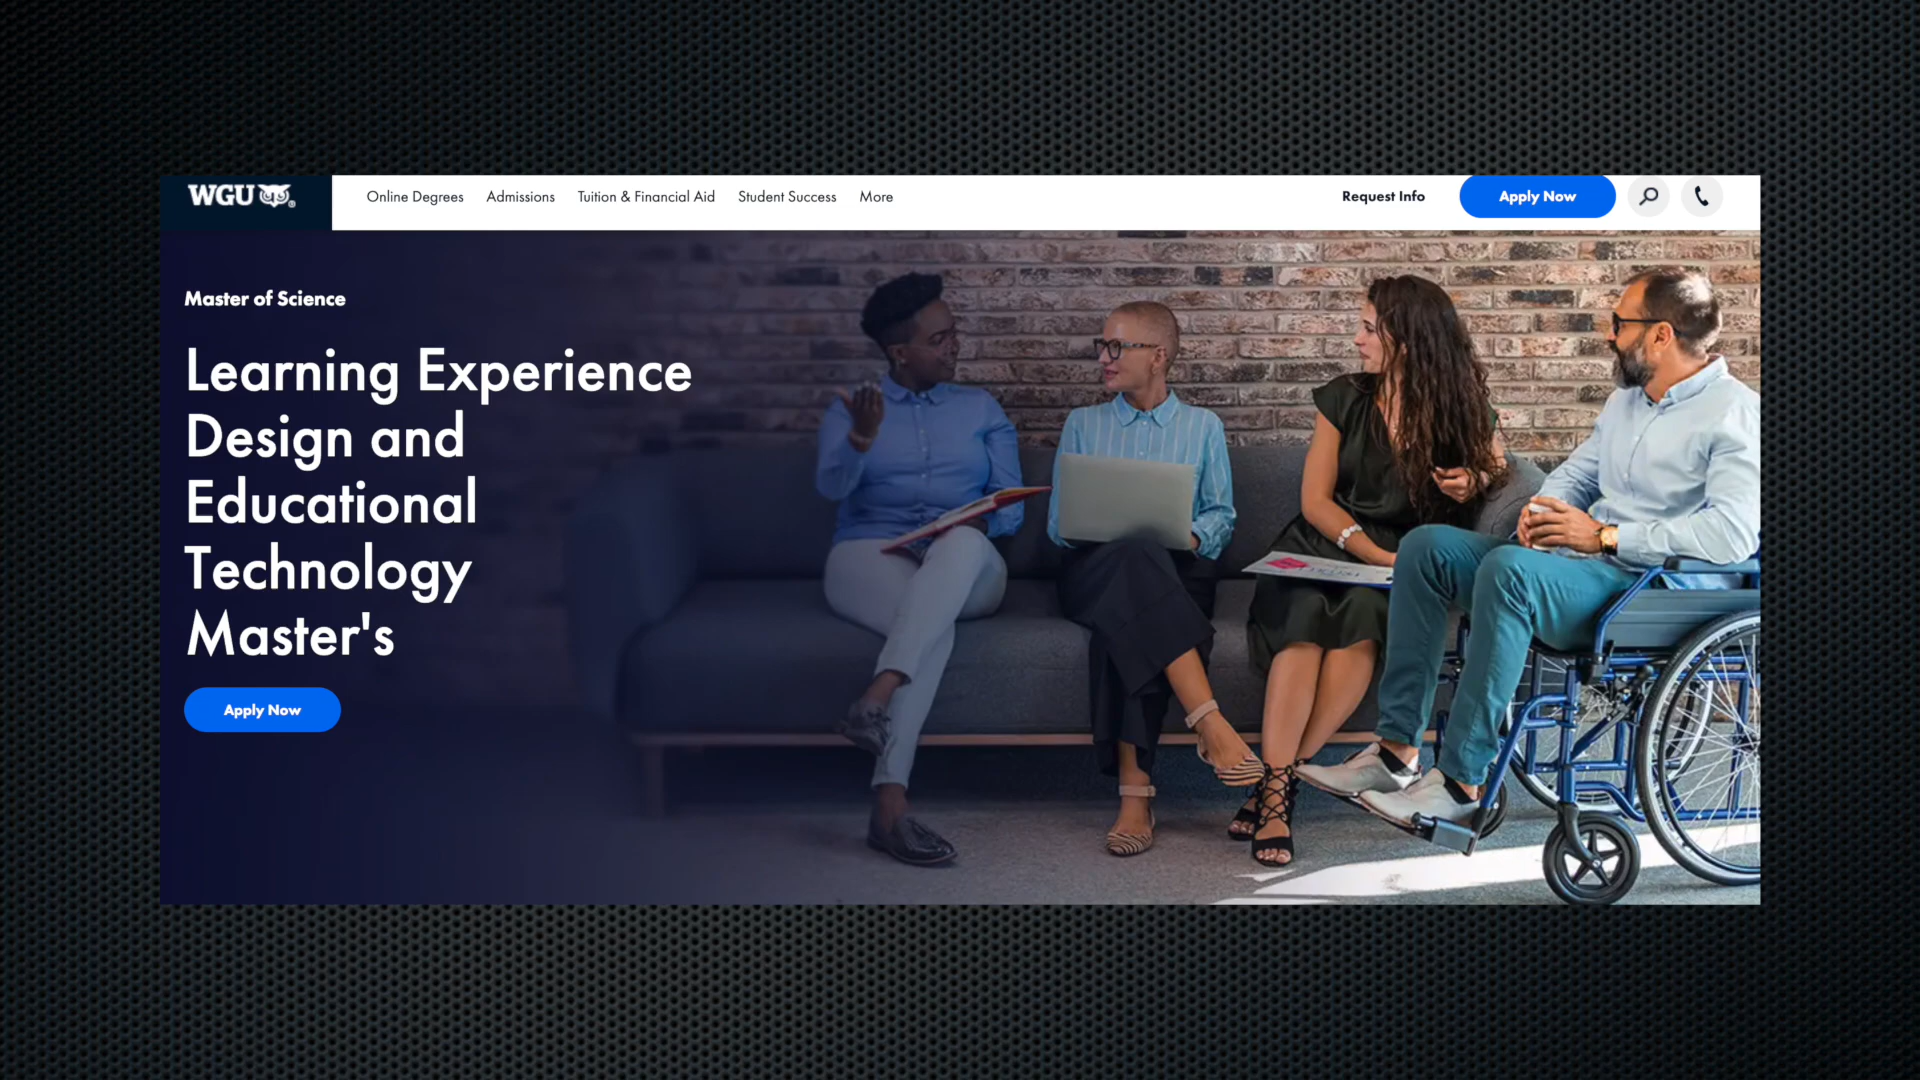 WGU
Online Degrees
Admissions
Tuition & Financial Aid
Student Success
More
Request Info
Apply Now
Master of Science
Learning Experience
Design and
Educational
Technology
Master's
Apply Now